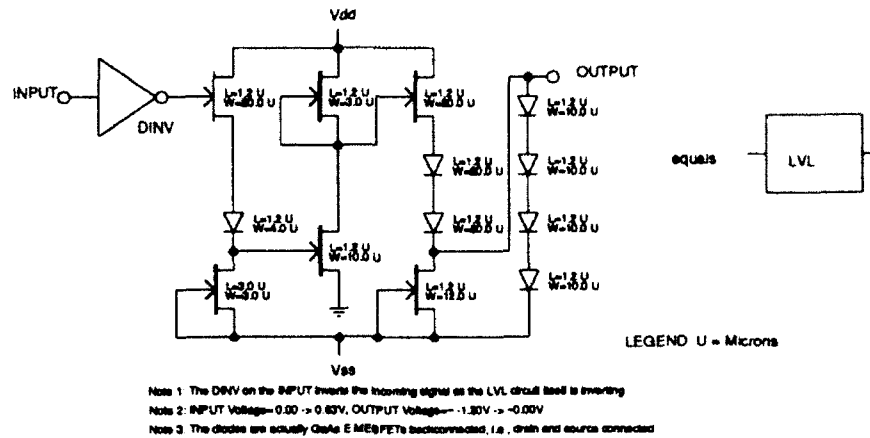 Vdd
INPUT
DINV
L=1.2 U
W=60.0 U
L=1.2 U
W=3.0 U
L=1.2 U
W=60.0 U
OUTPUT
L=1.2 U
W=10.0 U
L=1.2 U
W=60.0 U
L=1.2 U
W=10.0 U
equals
LVL
L=1.2 U
W=4.0 U
L=1.2 U
W=10.0 U
L=1.2 U
W=60.0 U
L=1.2 U
W=10.0 U
L=3.0 U
W=3.0 U
L=1.2 U
W=12.0 U
L=1.2 U
W=10.0 U
LEGEND U = Microns
Vss
Note 1 The DINV on the INPUT inverts the incoming signal as the LVL circuit itself is inverting
Note 2: INPUT Voltage= 0.00 -> 0.63V, OUTPUT Voltage= -1.30V -> -0.00V
Note 3 The diodes are actually GaAs E MESFETs backconnected, i.e., drain and source connected